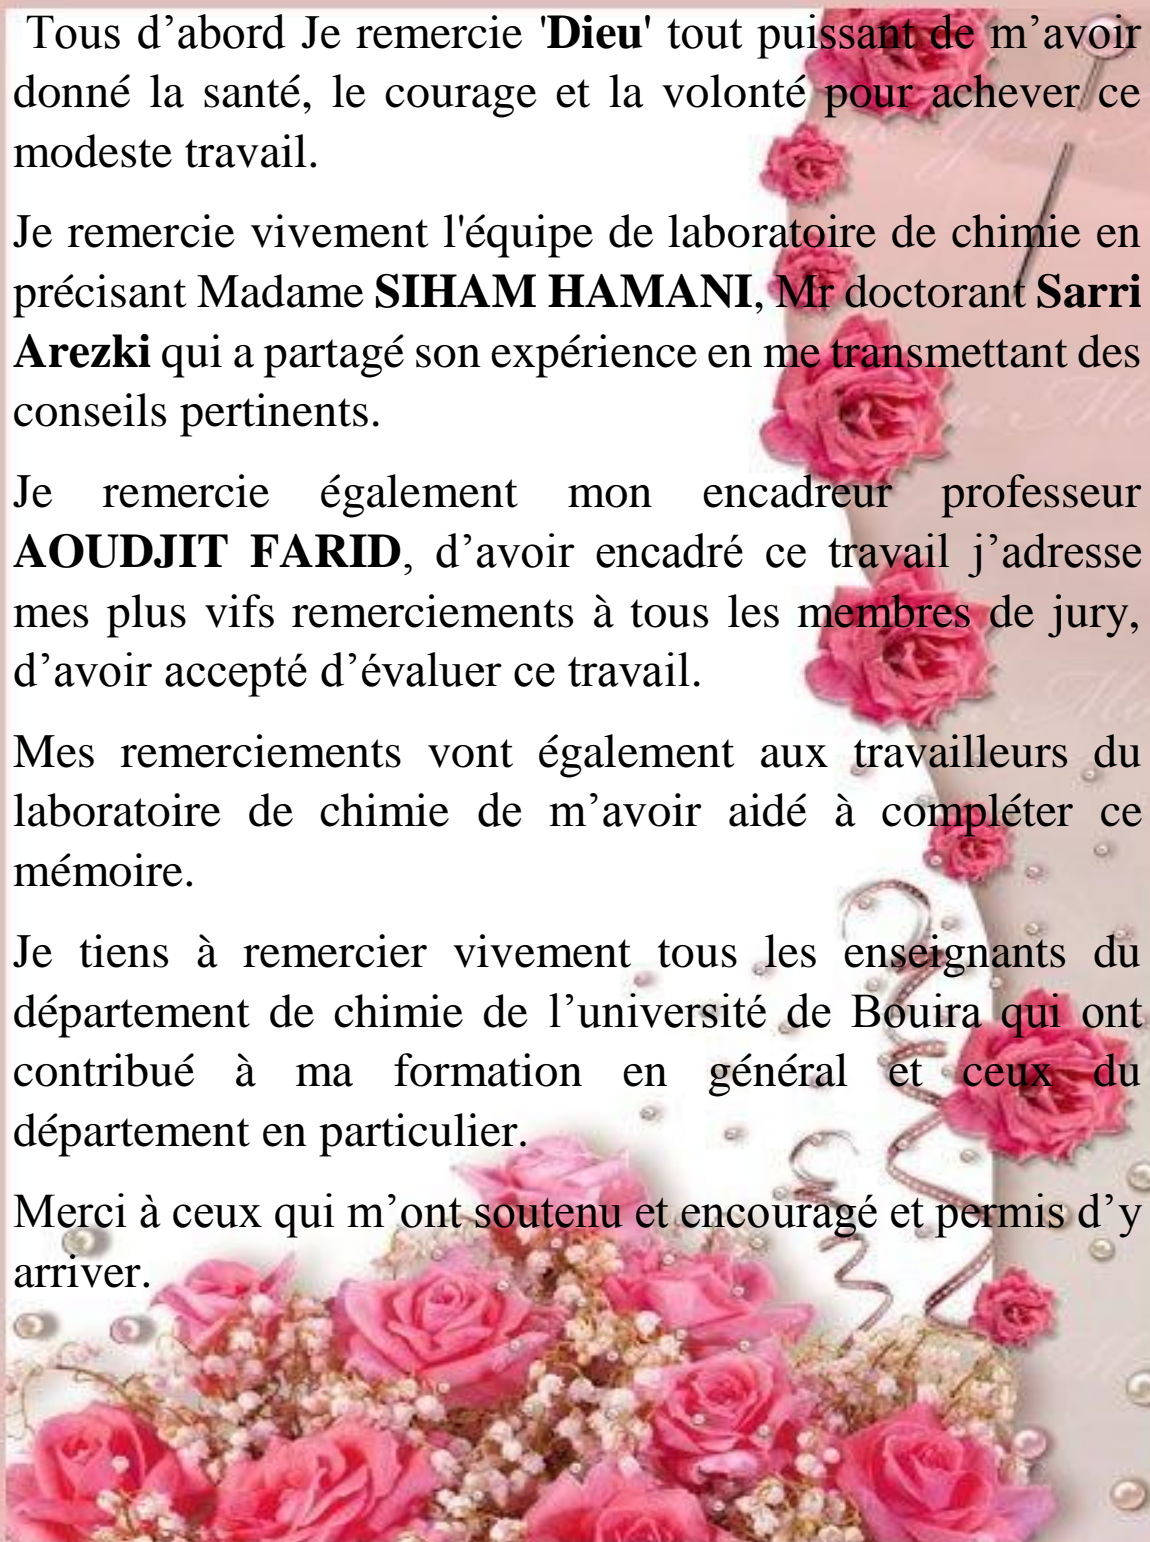 Tous d’abord Je remercie 'Dieu' tout puissant de m’avoir
donné la santé, le courage et la volonté pour achever ce
modeste travail.
Je remercie vivement l'équipe de laboratoire de chimie en
précisant Madame SIHAM HAMANI, Mr doctorant Sarri
Arezki qui a partagé son expérience en me transmettant des
conseils pertinents.
Je remercie également mon encadreur professeur
AOUDJIT FARID, d’avoir encadré ce travail j’adresse
mes plus vifs remerciements à tous les membres de jury,
d’avoir accepté d’évaluer ce travail.
Mes remerciements vont également aux travailleurs du
laboratoire de chimie de m’avoir aidé à compléter ce
mémoire.
Je tiens à remercier vivement tous les enseignants du
département de chimie de l’université de Bouira qui ont
contribué à ma formation en général et ceux du
département en particulier.
Merci à ceux qui m’ont soutenu et encouragé et permis d’y
arriver.